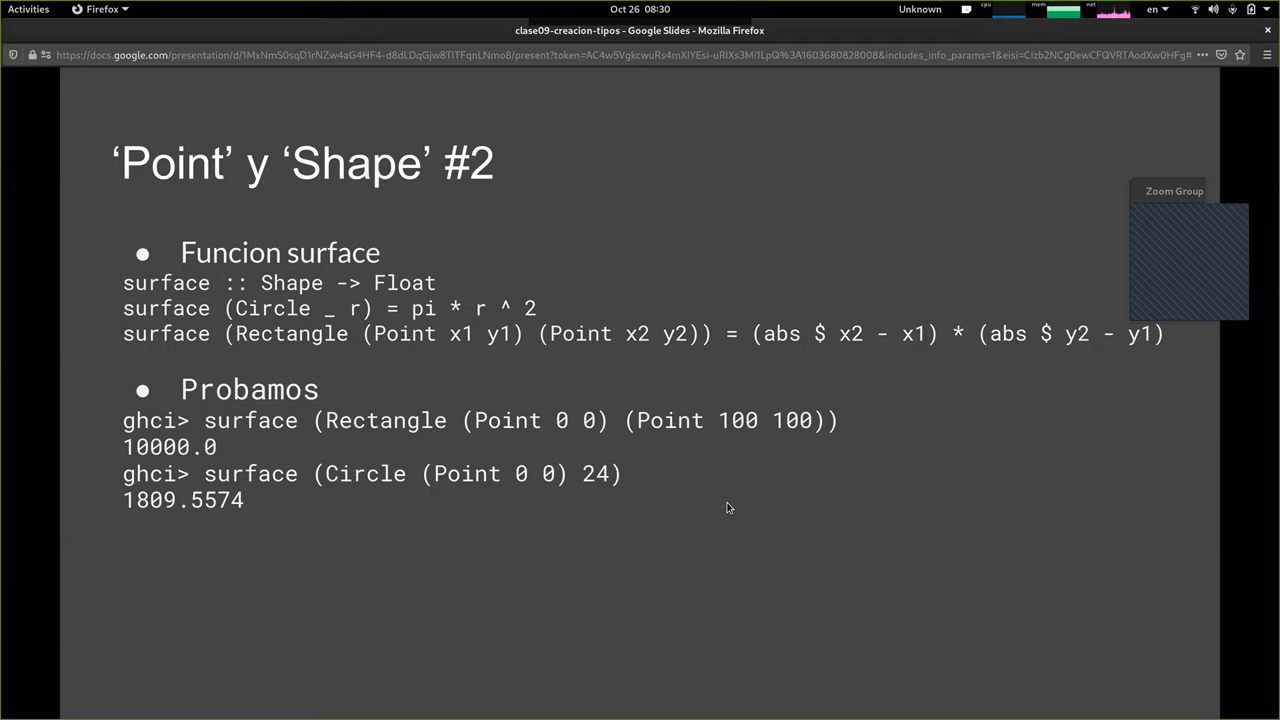 Activities
Firefox
Oct 26 08:30
Unknown
cpu
mem
net
en
clase09-creacion-tipos - Google Slides - Mozilla Firefox
‘Point’ y ‘Shape’ #2
Zoom Group
● Funcion surface
surface :: Shape -> Float
surface (Circle _ r) = pi * r ^ 2
surface (Rectangle (Point x1 y1) (Point x2 y2)) = (abs $ x2 - x1) * (abs $ y2 - y1)
● Probamos
ghci> surface (Rectangle (Point 0 0) (Point 100 100))
10000.0
ghci> surface (Circle (Point 0 0) 24)
1809.5574